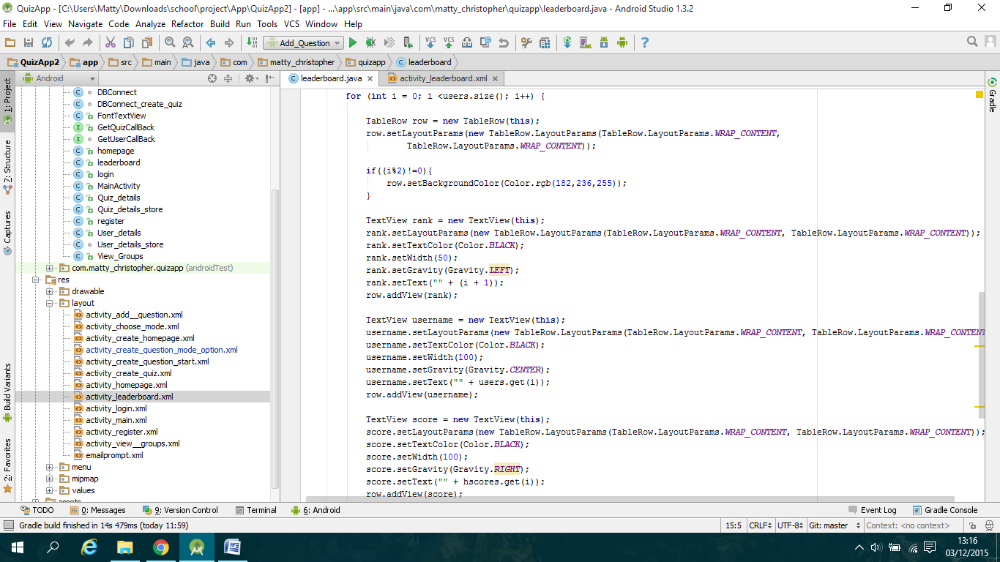 QuizApp - [C:\Users\Matty\Downloads\school\project\App\QuizApp2] - [app] - ...\app\src\main\java\com\matty_christopher\quizapp\leaderboard.java - Android Studio 1.3.2
File Edit View Navigate Code Analyze Refactor Build Run Tools VCS Window Help
Add_Question
VCS VCS
QuizApp2 app src main java com matty_christopher quizapp leaderboard
Android
leaderboard.java activity_leaderboard.xml
1: Project
Z: Structure
Captures
Build Variants
2: Favorites
DBConnect
DBConnect_create_quiz
FontTextView
GetQuizCallBack
GetUserCallBack
homepage
leaderboard
login
MainActivity
Quiz_details
Quiz_details_store
register
User_details
User_details_store
View_Groups
com.matty_christopher.quizapp (androidTest)
res
drawable
layout
activity_add__question.xml
activity_choose_mode.xml
activity_create_homepage.xml
activity_create_question_mode_option.xml
activity_create_question_start.xml
activity_create_quiz.xml
activity_homepage.xml
activity_leaderboard.xml
activity_login.xml
activity_main.xml
activity_register.xml
activity_view__groups.xml
emailprompt.xml
menu
mipmap
values
assets
for (int i = 0; i <users.size(); i++) {
TableRow row = new TableRow(this);
row.setLayoutParams(new TableRow.LayoutParams(TableRow.LayoutParams.WRAP_CONTENT,
TableRow.LayoutParams.WRAP_CONTENT));
if((i%2)!=0){
row.setBackgroundColor(Color.rgb(182,236,255));
}
TextView rank = new TextView(this);
rank.setLayoutParams(new TableRow.LayoutParams(TableRow.LayoutParams.WRAP_CONTENT, TableRow.LayoutParams.WRAP_CONTENT));
rank.setTextColor(Color.BLACK);
rank.setWidth(50);
rank.setGravity(Gravity.LEFT);
rank.setText("" + (i + 1));
row.addView(rank);
TextView username = new TextView(this);
username.setLayoutParams(new TableRow.LayoutParams(TableRow.LayoutParams.WRAP_CONTENT, TableRow.LayoutParams.WRAP_CONTENT
username.setTextColor(Color.BLACK);
username.setWidth(100);
username.setGravity(Gravity.CENTER);
username.setText("" + users.get(i));
row.addView(username);
TextView score = new TextView(this);
score.setLayoutParams(new TableRow.LayoutParams(TableRow.LayoutParams.WRAP_CONTENT, TableRow.LayoutParams.WRAP_CONTENT));
score.setTextColor(Color.BLACK);
score.setWidth(100);
score.setGravity(Gravity.RIGHT);
score.setText("" + hscores.get(i));
row.addView(score);
Gradle
TODO 0: Messages 9: Version Control Terminal 6: Android Event Log Gradle Console
Gradle build finished in 14s 479ms (today 11:59) 15:5 CRLF UTF-8 Git: master Context: <no context>
13:16
03/12/2015